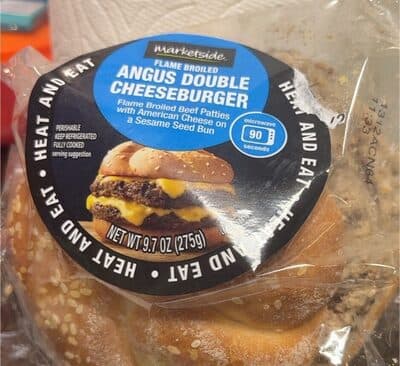 marketside.
FLAME BROILED
ANGUS DOUBLE
CHEESEBURGER
Flame Broiled Beef Patties
with American Cheese on
a Sesame Seed Bun
microwave
90
seconds
PERISHABLE
KEEP REFRIGERATED
FULLY COOKED
serving suggestion
NET WT 9.7 OZ (275g)
HEAT AND EAT • HEAT AND EAT • HEAT AND EAT
HEAT AND EAT